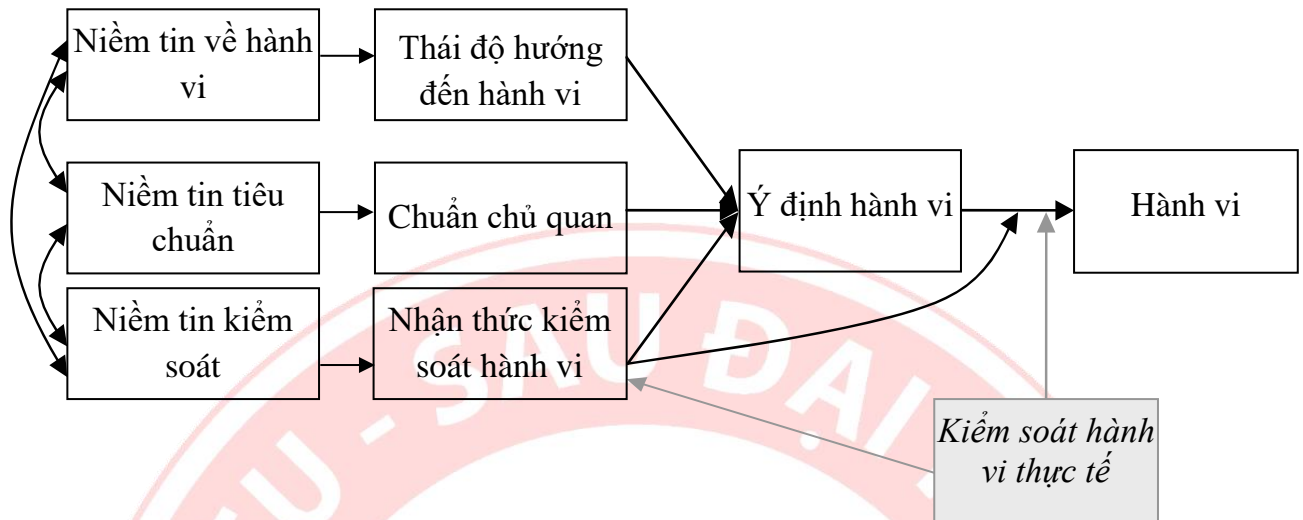 Niềm tin về hành
vi
Thái độ hướng
đến hành vi
Niềm tin tiêu
chuẩn
Chuẩn chủ quan
Ý định hành vi
Hành vi
Niềm tin kiểm
soát
Nhận thức kiểm
soát hành vi
Kiểm soát hành
vi thực tế
U - SAU ĐẠI